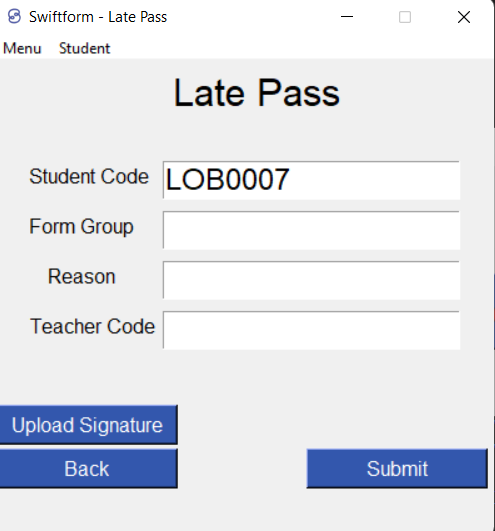 Swiftform - Late Pass
Menu Student
Late Pass
Student Code LOB0007
Form Group
Reason
Teacher Code
Upload Signature
Back Submit